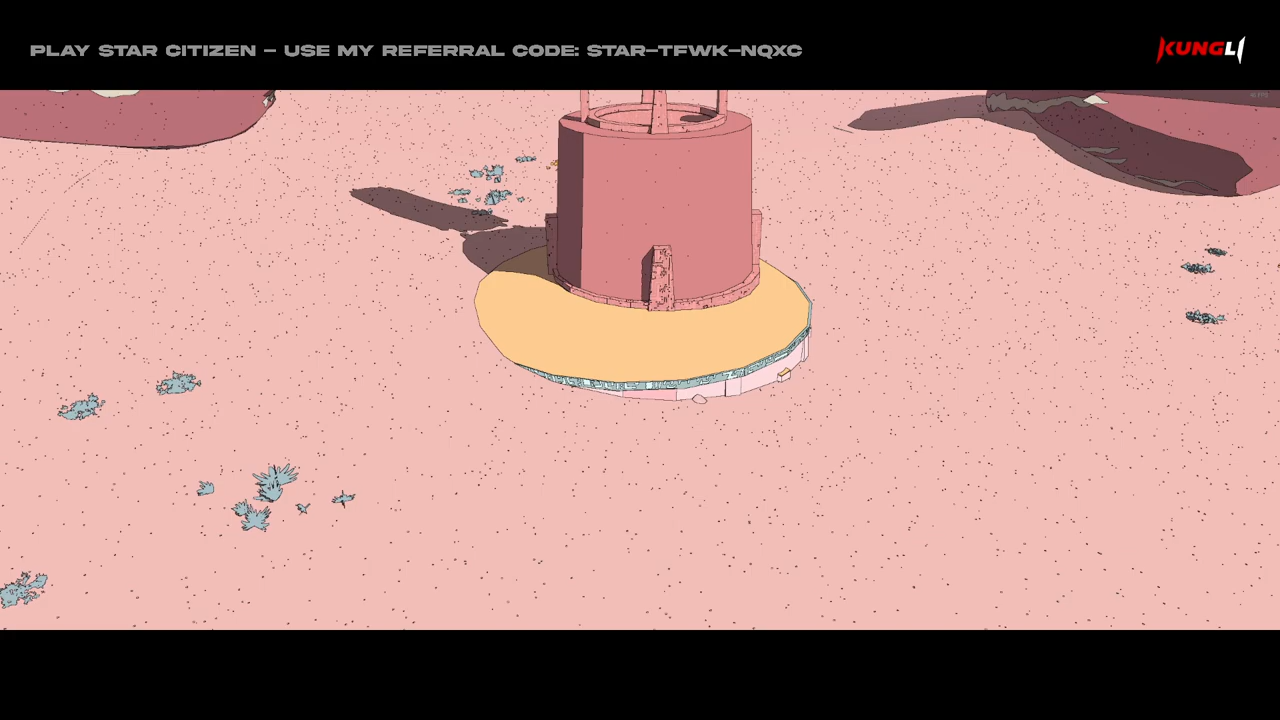 PLAY STAR CITIZEN – USE MY REFERRAL CODE: STAR–TFWK–NQXC
KUNGLI